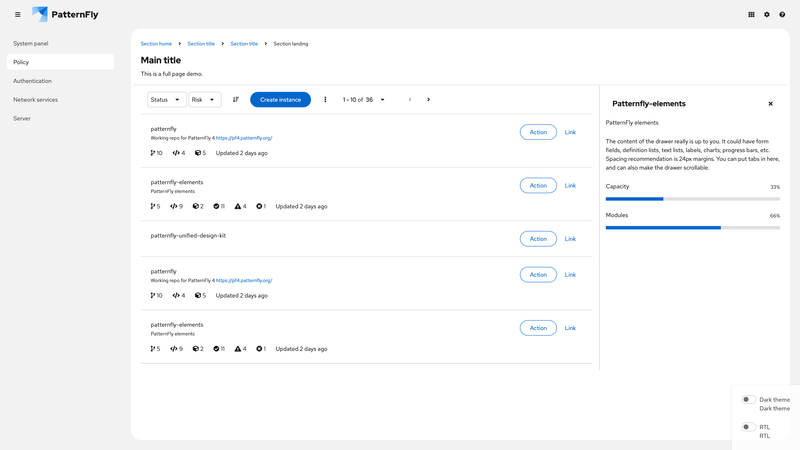 PatternFly
System panel
Policy
Authentication
Network services
Server
Section home
Section title
Section title
Section landing
Main title
This is a full page demo.
Status
Risk
Create instance
1 - 10 of 36
patternfly
Working repo for PatternFly 4 https://pf4.patternfly.org/
10 4 5 Updated 2 days ago
Action
Link
patternfly-elements
PatternFly elements
5 9 2 11 4 1 Updated 2 days ago
Action
Link
patternfly-unified-design-kit
Action
Link
patternfly
Working repo for PatternFly 4 https://pf4.patternfly.org/
10 4 5 Updated 2 days ago
Action
Link
patternfly-elements
PatternFly elements
5 9 2 11 4 1 Updated 2 days ago
Action
Link
Patternfly-elements
PatternFly elements
The content of the drawer really is up to you. It could have form
fields, definition lists, text lists, labels, charts, progress bars, etc.
Spacing recommendation is 24px margins. You can put tabs in here,
and can also make the drawer scrollable.
Capacity 33%
Modules 66%
Dark theme
Dark theme
RTL
RTL